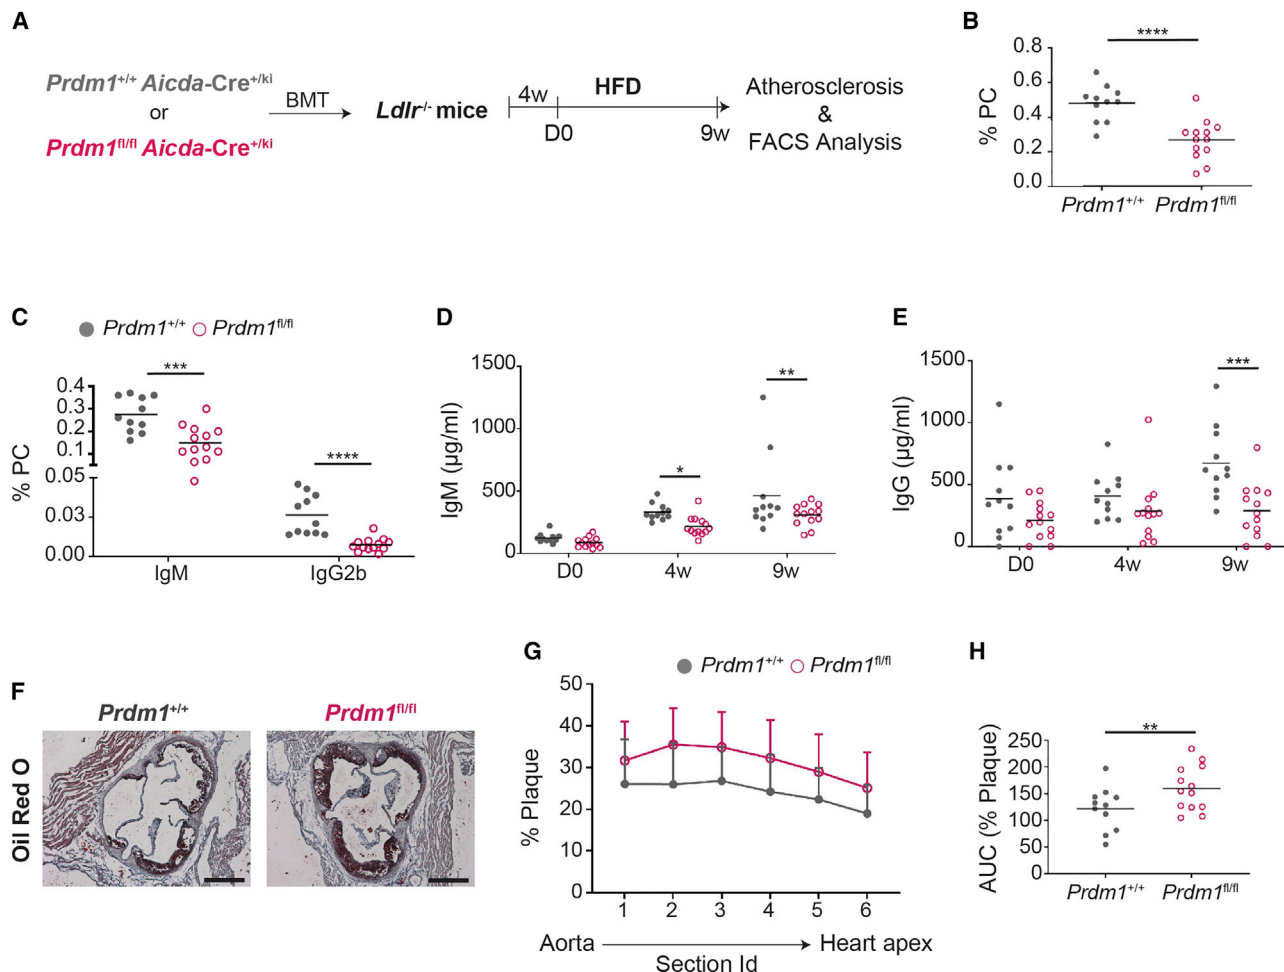 A
Prdm1+/+ Aicda-Cre+/ki
or
Prdm1fl/fl Aicda-Cre+/ki
BMT
Ldlr-/- mice
4w
HFD
D0
9w
Atherosclerosis
&
FACS Analysis
B
****
% PC
0.8
0.6
0.4
0.2
0.0
Prdm1+/+ Prdm1fl/fl
C
Prdm1+/+ Prdm1fl/fl
***
****
% PC
0.4
0.3
0.2
0.1
0.05
0.03
0.00
IgM IgG2b
D
IgM (µg/ml)
1500
1000
500
0
*
**
D0 4w 9w
E
IgG (µg/ml)
1500
1000
500
0
***
D0 4w 9w
F
Prdm1+/+ Prdm1fl/fl
Oil Red O
G
Prdm1+/+ Prdm1fl/fl
% Plaque
50
40
30
20
10
0
1 2 3 4 5 6
Aorta Heart apex
Section Id
H
**
AUC (% Plaque)
250
200
150
100
50
0
Prdm1+/+ Prdm1fl/fl